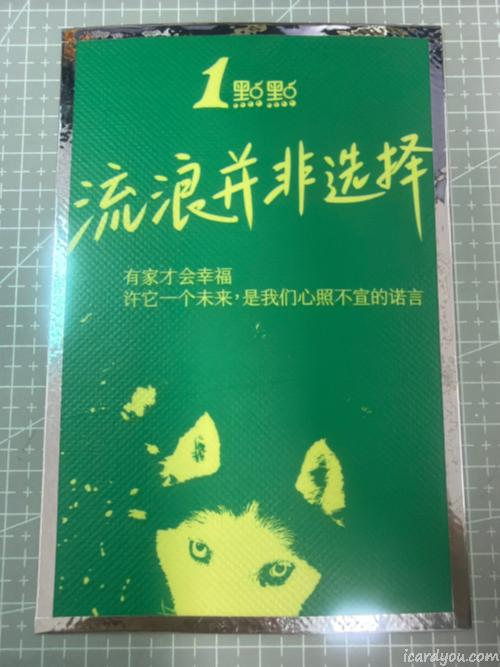 1點點
流浪并非选择
有家才会幸福
许它一个未来,是我们心照不宣的诺言
icardyou.com